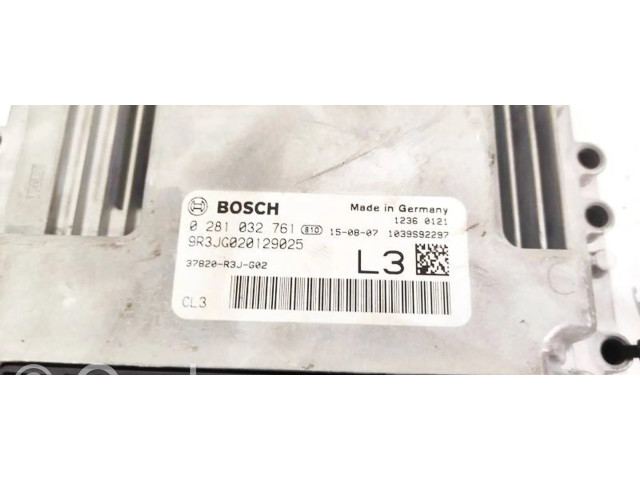 BOSCH
Made in Germany
1236 0121
0 281 032 761 810 15-08-07 1039S92297
9R3JG020129025
37820-R3J-G02
L3
CL3